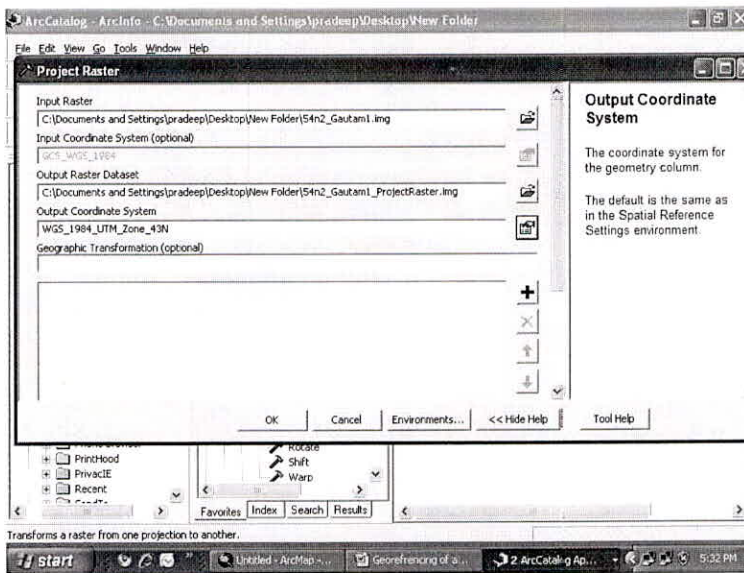 ArcCatalog - ArcInfo - C:\Documents and Settings\pradeep\Desktop\New Folder
File Edit View Go Tools Window Help
Project Raster
Input Raster
C:\Documents and Settings\pradeep\Desktop\New Folder\54n2_Gautam1.img
Input Coordinate System (optional)
GCS_WGS_1984
Output Raster Dataset
C:\Documents and Settings\pradeep\Desktop\New Folder\54n2_Gautam1_ProjectRaster.img
Output Coordinate System
WGS_1984_UTM_Zone_43N
Geographic Transformation (optional)
Output Coordinate
System
The coordinate system for
the geometry column.
The default is the same as
in the Spatial Reference
Settings environment.
OK Cancel Environments... << Hide Help Tool Help
PrintHood
PrivacIE
Recent
Rotate
Shift
Warp
Favorites Index Search Results
Transforms a raster from one projection to another.
start
Untitled - ArcMap -...
Georefrencing of a...
2 ArcCatalog Ap...
5:32 PM